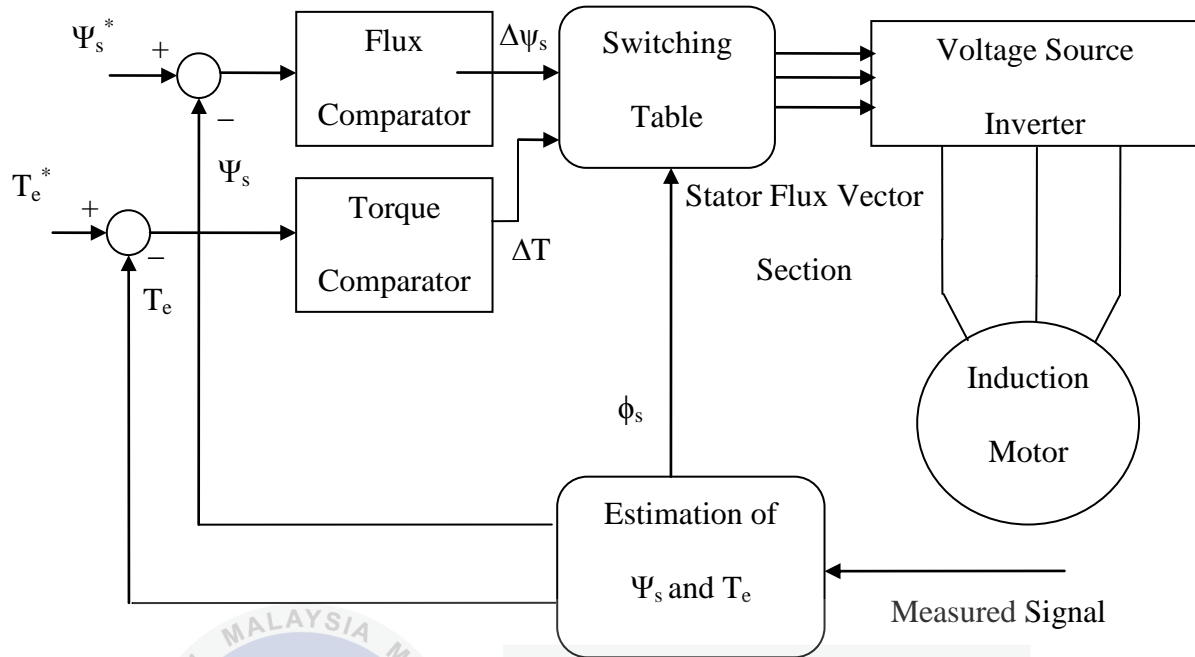 Ψs*
+
−
Flux
Comparator
Δψs
Switching
Table
Voltage Source
Inverter
Ψs
Te*
+
−
Te
Torque
Comparator
ΔT
Stator Flux Vector
Section
ϕs
Induction
Motor
Estimation of
Ψs and Te
Measured Signal
MALAYSIA